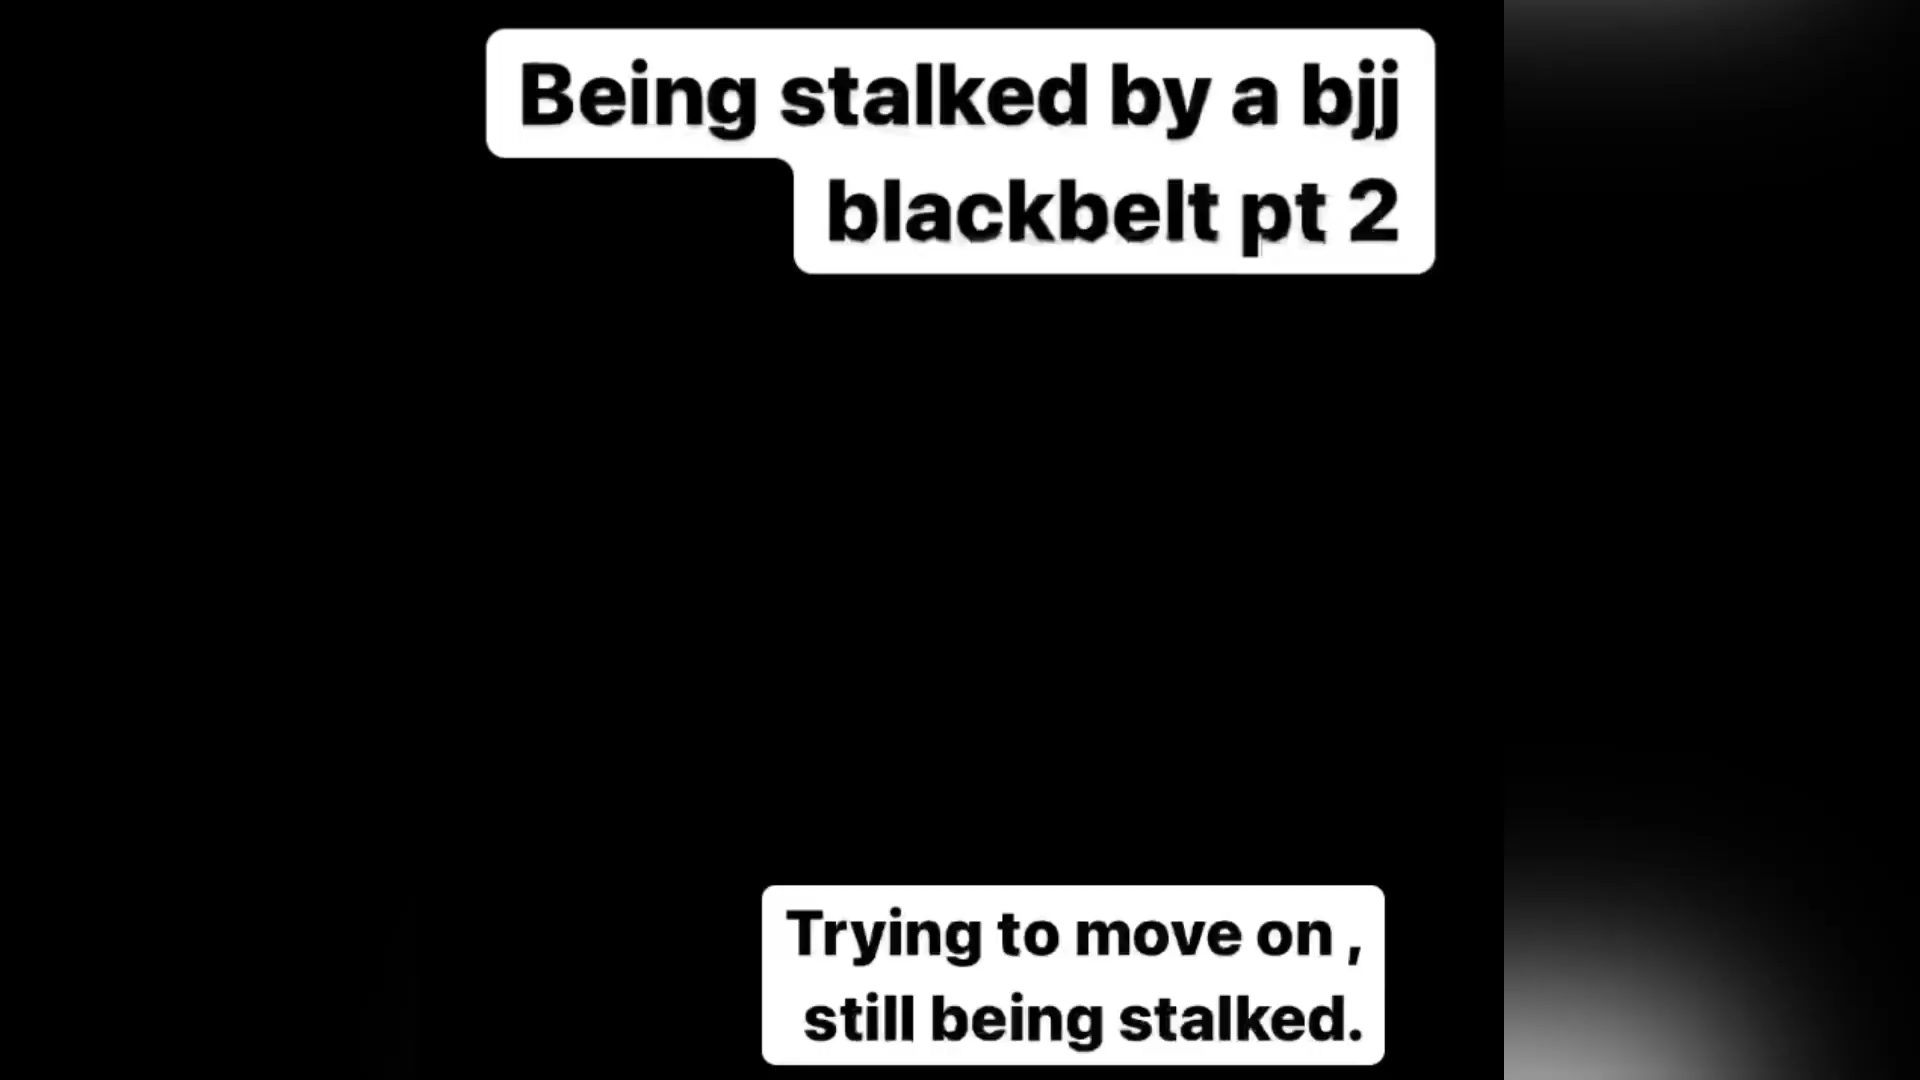 Being stalked by a bjj
blackbelt pt 2
Trying to move on ,
still being stalked.